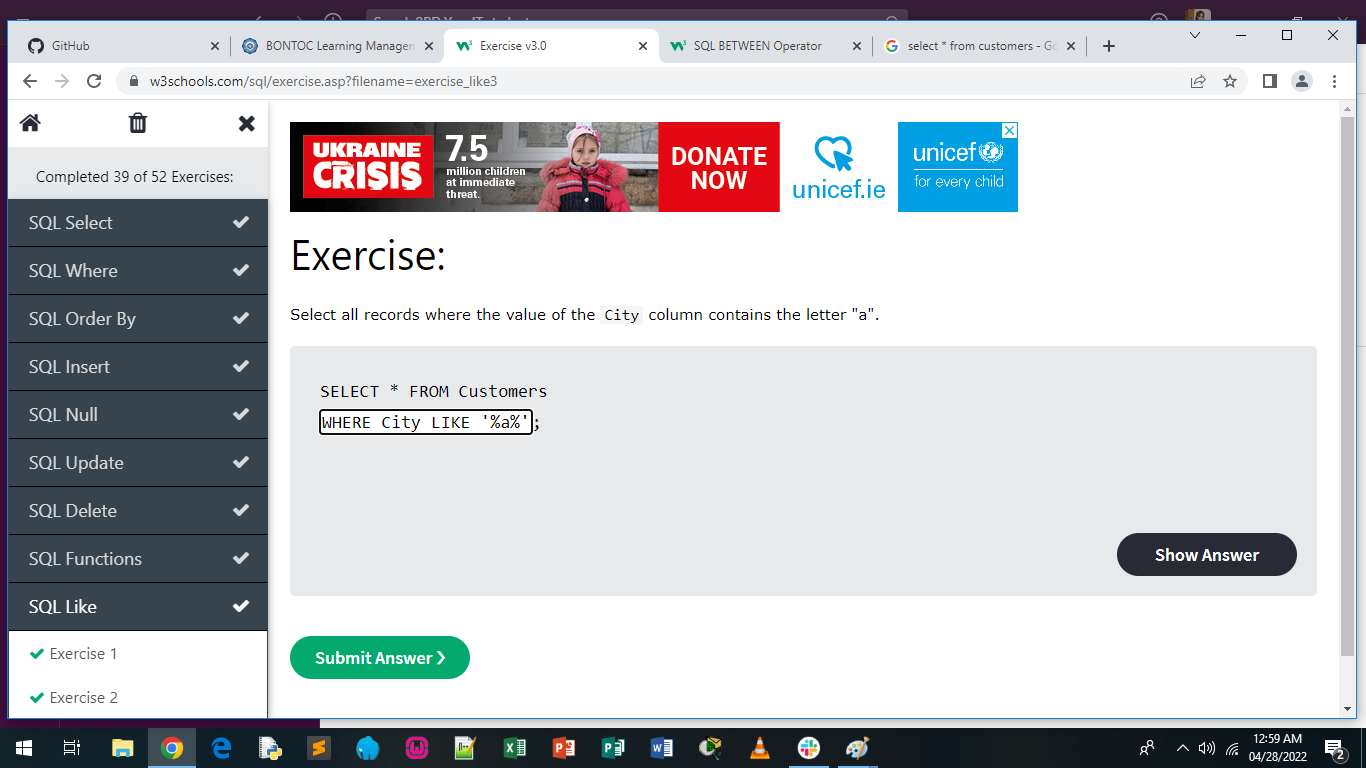 GitHub
BONTOC Learning Managem
Exercise v3.0
SQL BETWEEN Operator
select * from customers - Go
w3schools.com/sql/exercise.asp?filename=exercise_like3
Completed 39 of 52 Exercises:
SQL Select
SQL Where
SQL Order By
SQL Insert
SQL Null
SQL Update
SQL Delete
SQL Functions
SQL Like
Exercise 1
Exercise 2
UKRAINE
CRISIS
7.5
million children
at immediate
threat.
DONATE
NOW
unicef.ie
unicef
for every child
Exercise:
Select all records where the value of the City column contains the letter "a".
SELECT * FROM Customers
WHERE City LIKE '%a%';
Show Answer
Submit Answer ❯
12:59 AM
04/28/2022
2